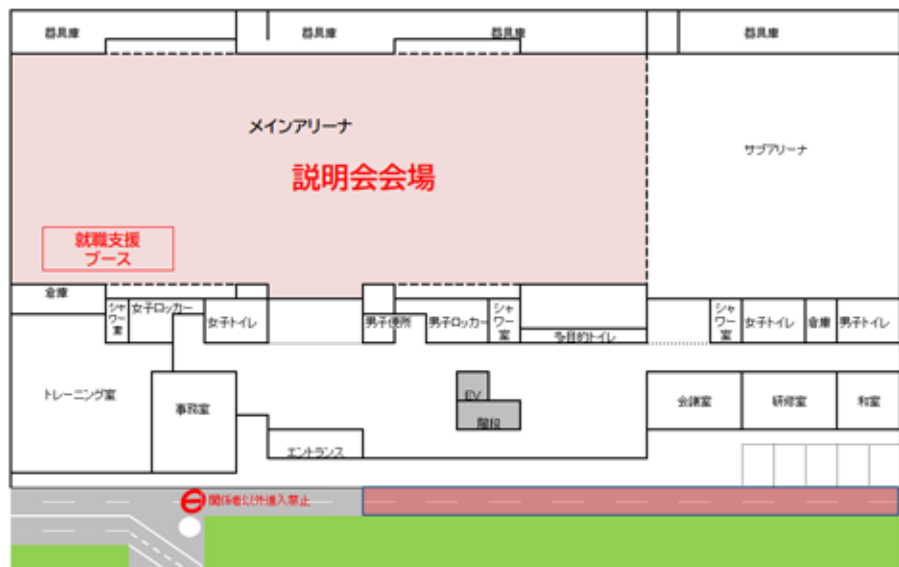 器具庫
器具庫
器具庫
器具庫
メインアリーナ
サブアリーナ
説明会会場
就職支援
ブース
倉庫
シャワー室
女子ロッカー
女子トイレ
男子便所
男子ロッカー
シャワー室
多目的トイレ
シャワー室
女子トイレ
倉庫
男子トイレ
トレーニング室
事務室
EV
階段
会議室
研修室
和室
エントランス
関係者以外進入禁止